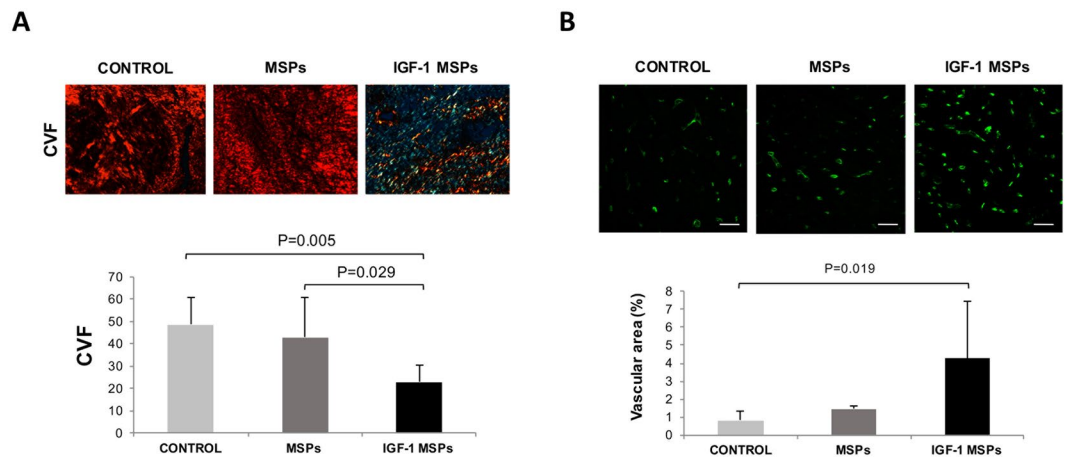 A
CONTROL MSPs IGF-1 MSPs
CVF
P=0.005
P=0.029
CVF
70
60
50
40
30
20
10
0
CONTROL MSPs IGF-1 MSPs
B
CONTROL MSPs IGF-1 MSPs
P=0.019
Vascular area (%)
8
7
6
5
4
3
2
1
0
CONTROL MSPs IGF-1 MSPs